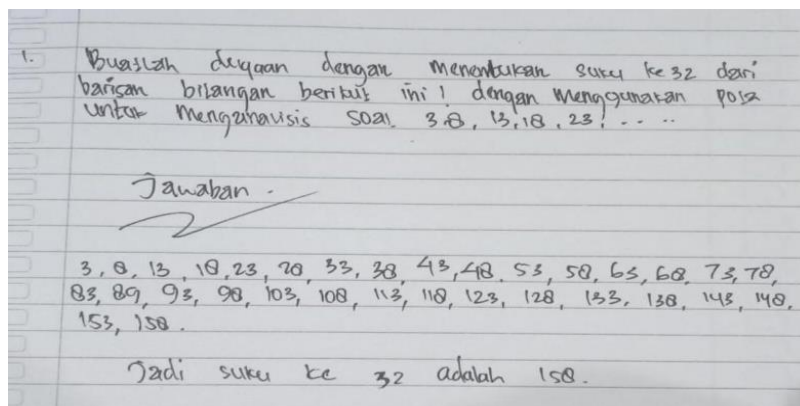 1. Buatlah dugaan dengan menentukan suku ke 32 dari
barisan bilangan berikut ini! dengan menggunakan pola
untuk menganalisis soal 3,8, 13, 18, 23! . . . .
Jawaban .
3, 8, 13, 18, 23, 28, 33, 38, 43, 48, 53, 58, 63, 68, 73, 78,
83, 89, 93, 98, 103, 108, 113, 118, 123, 128, 133, 138, 143, 148,
153, 158.
Jadi suku ke 32 adalah 158.